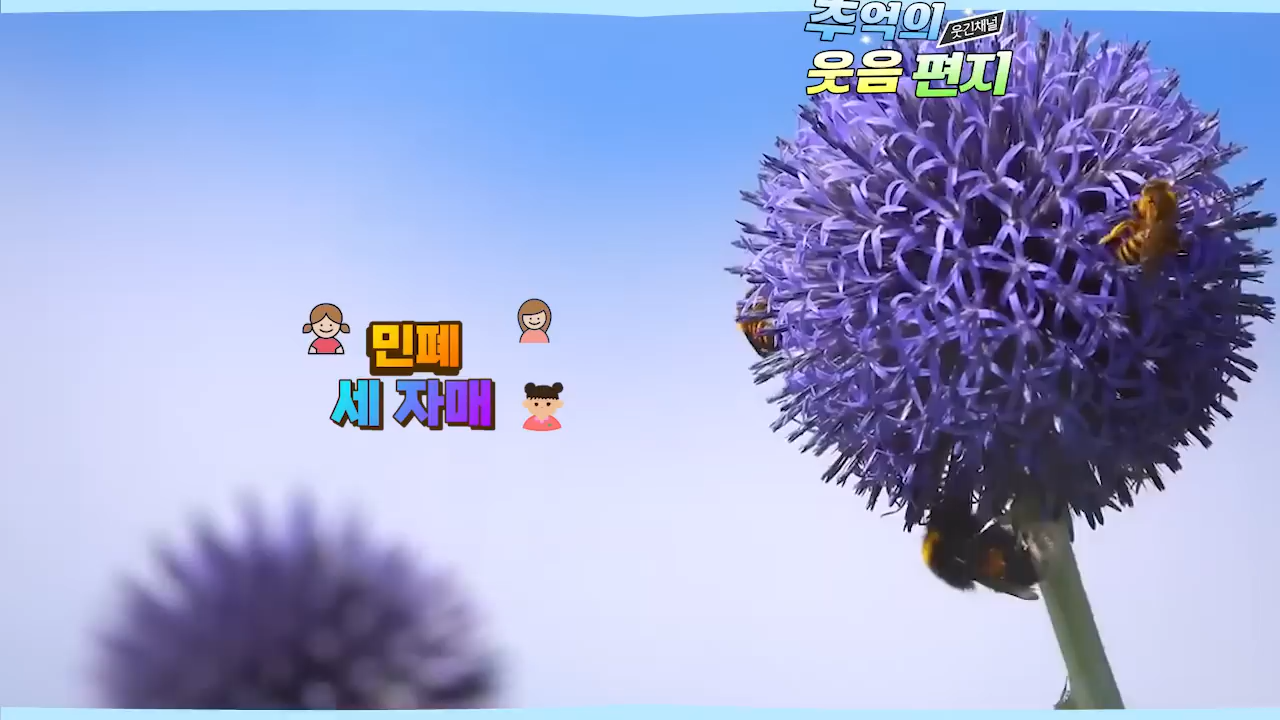 추억의
웃긴채널
웃음 편지
민폐
세 자매